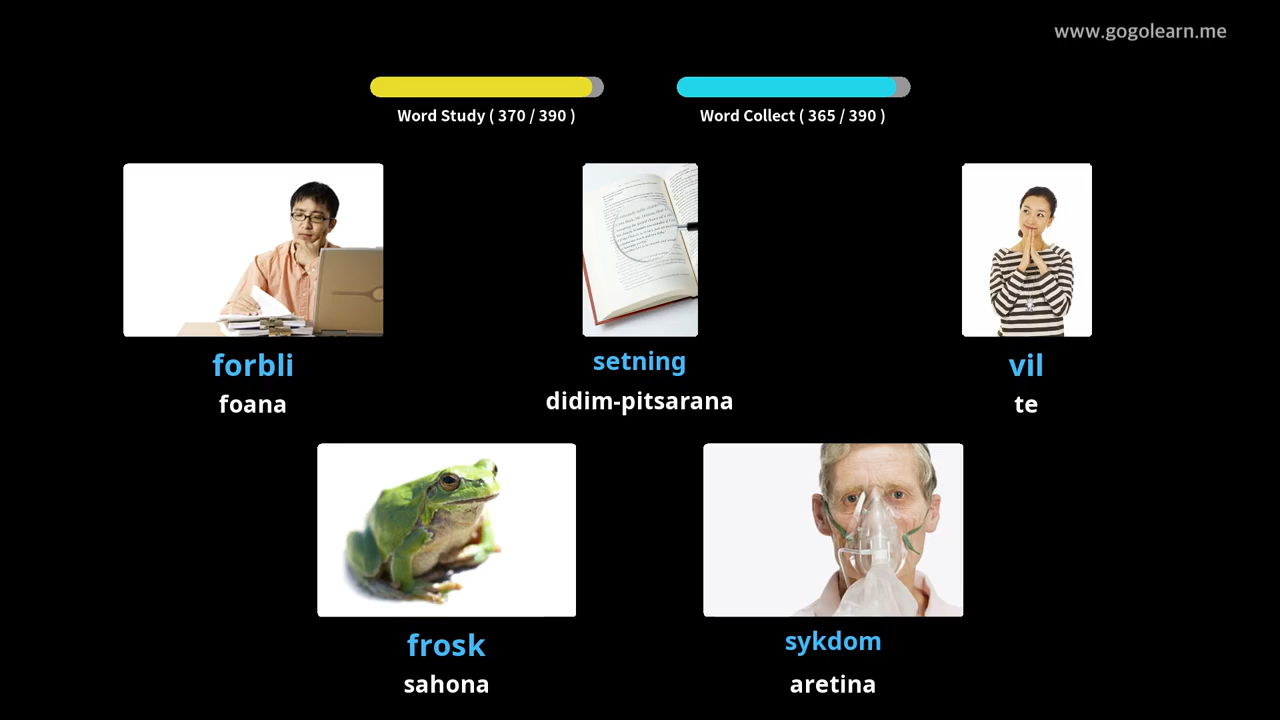 www.gogolearn.me
Word Study ( 370 / 390 )
Word Collect ( 365 / 390 )
forbli
foana
setning
didim-pitsarana
vil
te
frosk
sahona
sykdom
aretina